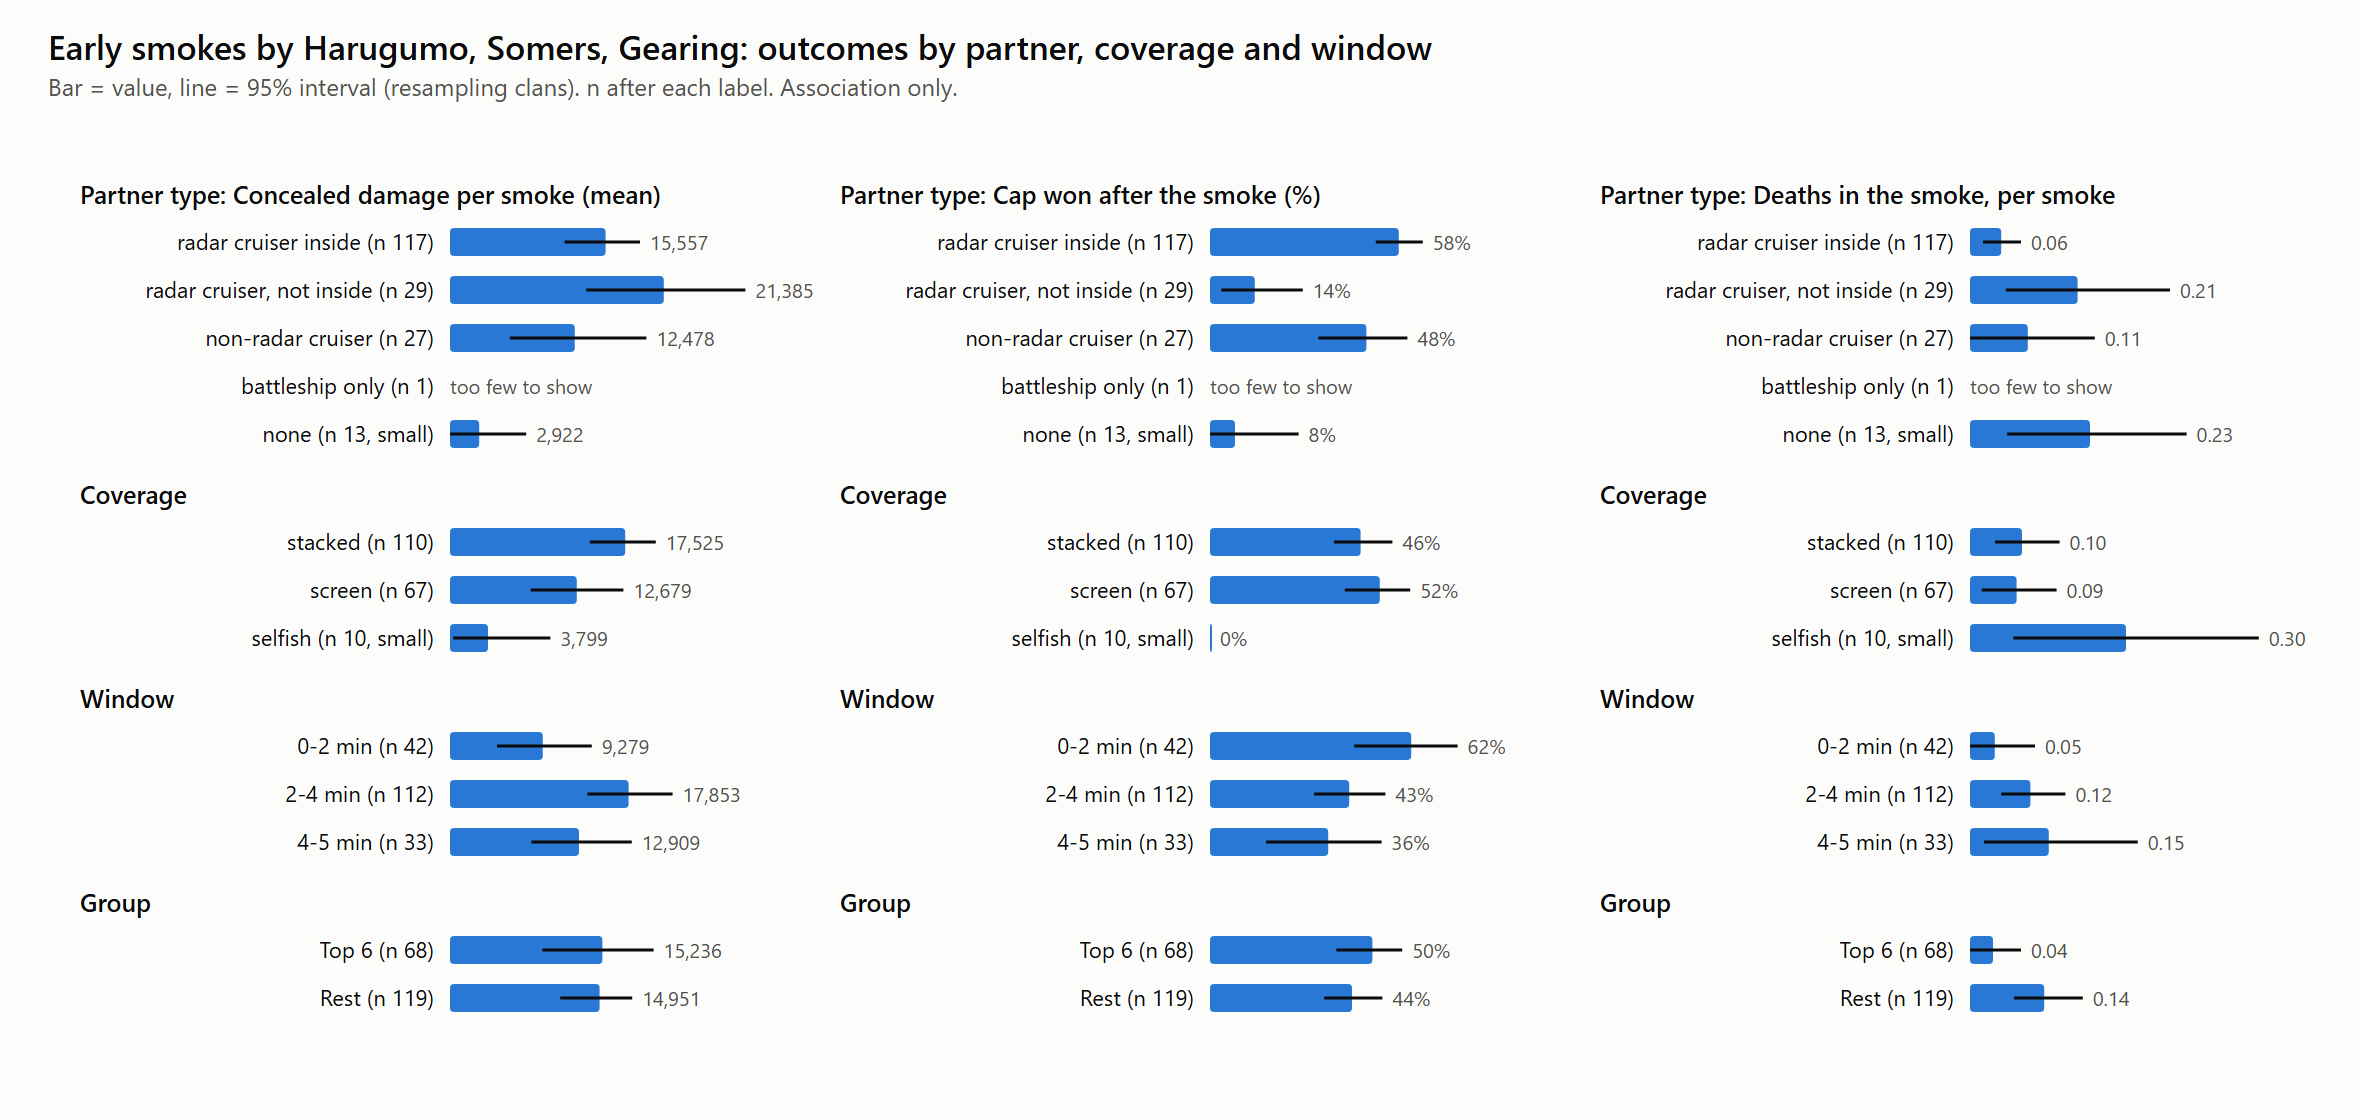 Early smokes by Harugumo, Somers, Gearing: outcomes by partner, coverage and window
Bar = value, line = 95% interval (resampling clans). n after each label. Association only.
Partner type: Concealed damage per smoke (mean)
radar cruiser inside (n 117) 15,557
radar cruiser, not inside (n 29) 21,385
non-radar cruiser (n 27) 12,478
battleship only (n 1) too few to show
none (n 13, small) 2,922
Coverage
stacked (n 110) 17,525
screen (n 67) 12,679
selfish (n 10, small) 3,799
Window
0-2 min (n 42) 9,279
2-4 min (n 112) 17,853
4-5 min (n 33) 12,909
Group
Top 6 (n 68) 15,236
Rest (n 119) 14,951
Partner type: Cap won after the smoke (%)
radar cruiser inside (n 117) 58%
radar cruiser, not inside (n 29) 14%
non-radar cruiser (n 27) 48%
battleship only (n 1) too few to show
none (n 13, small) 8%
Coverage
stacked (n 110) 46%
screen (n 67) 52%
selfish (n 10, small) 0%
Window
0-2 min (n 42) 62%
2-4 min (n 112) 43%
4-5 min (n 33) 36%
Group
Top 6 (n 68) 50%
Rest (n 119) 44%
Partner type: Deaths in the smoke, per smoke
radar cruiser inside (n 117) 0.06
radar cruiser, not inside (n 29) 0.21
non-radar cruiser (n 27) 0.11
battleship only (n 1) too few to show
none (n 13, small) 0.23
Coverage
stacked (n 110) 0.10
screen (n 67) 0.09
selfish (n 10, small) 0.30
Window
0-2 min (n 42) 0.05
2-4 min (n 112) 0.12
4-5 min (n 33) 0.15
Group
Top 6 (n 68) 0.04
Rest (n 119) 0.14